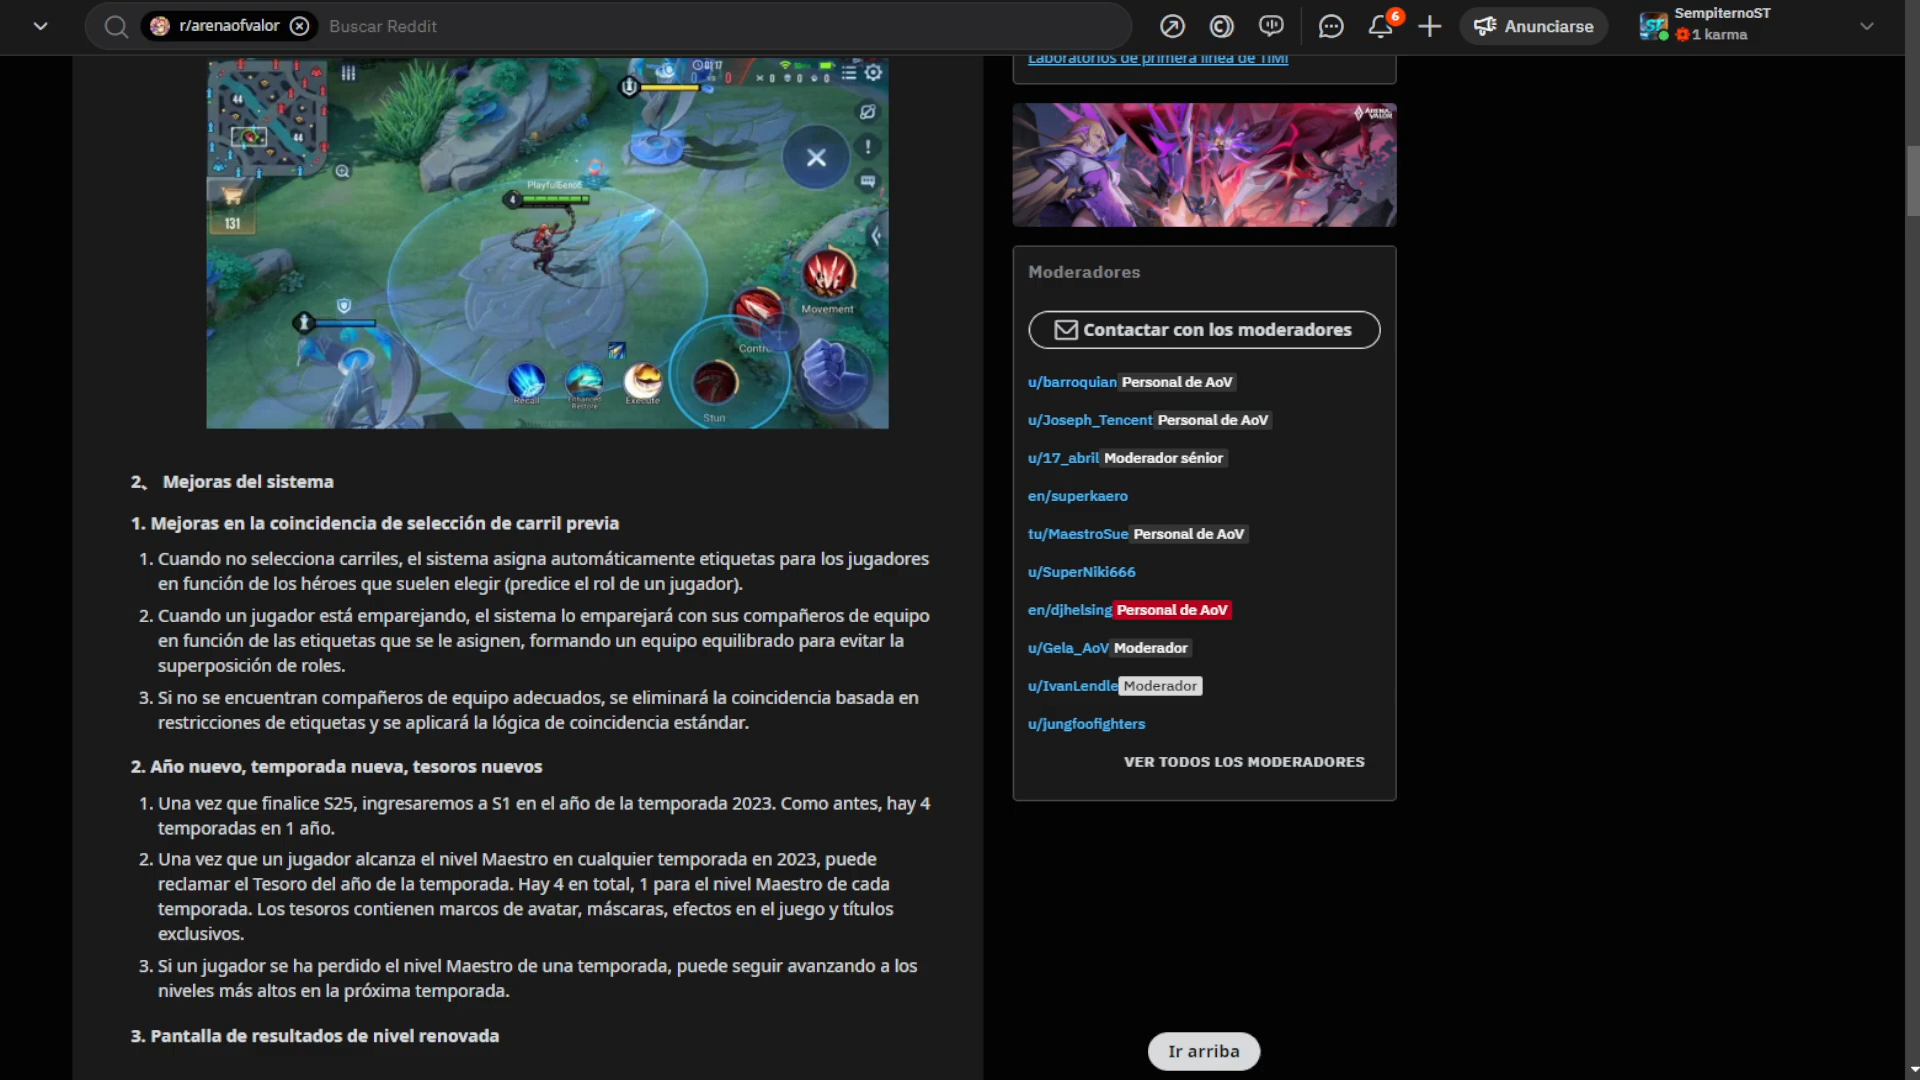 r/arenaofvalor
Buscar Reddit
6
Anunciarse
SempiternoST
1 karma
01:17
44
44
131
PlayfulGenos
4
Movement
Recall
Enhanced
Restore
Execute
Stun
2、 Mejoras del sistema
1. Mejoras en la coincidencia de selección de carril previa
1. Cuando no selecciona carriles, el sistema asigna automáticamente etiquetas para los jugadores
en función de los héroes que suelen elegir (predice el rol de un jugador).
2. Cuando un jugador está emparejando, el sistema lo emparejará con sus compañeros de equipo
en función de las etiquetas que se le asignen, formando un equipo equilibrado para evitar la
superposición de roles.
3. Si no se encuentran compañeros de equipo adecuados, se eliminará la coincidencia basada en
restricciones de etiquetas y se aplicará la lógica de coincidencia estándar.
2. Año nuevo, temporada nueva, tesoros nuevos
1. Una vez que finalice S25, ingresaremos a S1 en el año de la temporada 2023. Como antes, hay 4
temporadas en 1 año.
2. Una vez que un jugador alcanza el nivel Maestro en cualquier temporada en 2023, puede
reclamar el Tesoro del año de la temporada. Hay 4 en total, 1 para el nivel Maestro de cada
temporada. Los tesoros contienen marcos de avatar, máscaras, efectos en el juego y títulos
exclusivos.
3. Si un jugador se ha perdido el nivel Maestro de una temporada, puede seguir avanzando a los
niveles más altos en la próxima temporada.
3. Pantalla de resultados de nivel renovada
Laboratorios de primera línea de TiMi
ARENA OF
VALOR
Moderadores
Contactar con los moderadores
u/barroquian Personal de AoV
u/Joseph_Tencent Personal de AoV
u/17_abril Moderador sénior
en/superkaero
tu/MaestroSue Personal de AoV
u/SuperNiki666
en/djhelsing Personal de AoV
u/Gela_AoV Moderador
u/IvanLendle Moderador
u/jungfoofighters
VER TODOS LOS MODERADORES
Ir arriba